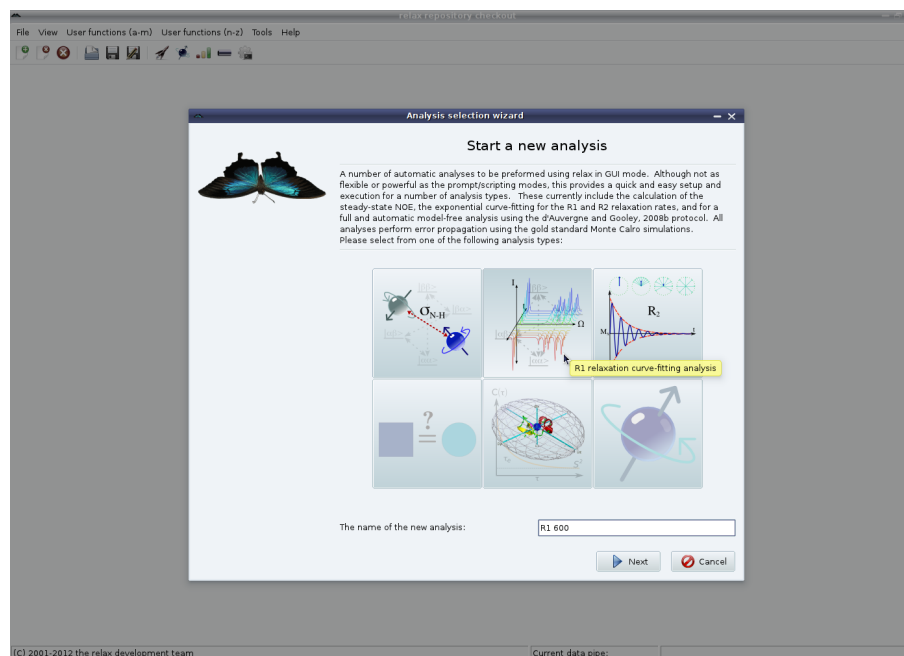 relax repository checkout
File View User functions (a-m) User functions (n-z) Tools Help
Analysis selection wizard
Start a new analysis
A number of automatic analyses to be preformed using relax in GUI mode. Although not as
flexible or powerful as the prompt/scripting modes, this provides a quick and easy setup and
execution for a number of analysis types. These currently include the calculation of the
steady-state NOE, the exponential curve-fitting for the R1 and R2 relaxation rates, and for a
full and automatic model-free analysis using the d'Auvergne and Gooley, 2008b protocol. All
analyses perform error propagation using the gold standard Monte Calro simulations.
Please select from one of the following analysis types:
σN-H
I
Ω
R2
M
t
R1 relaxation curve-fitting analysis
?
=
C(τ)
S²
τ
The name of the new analysis:
R1 600
Next Cancel
(C) 2001-2012 the relax development team
Current data pipe: